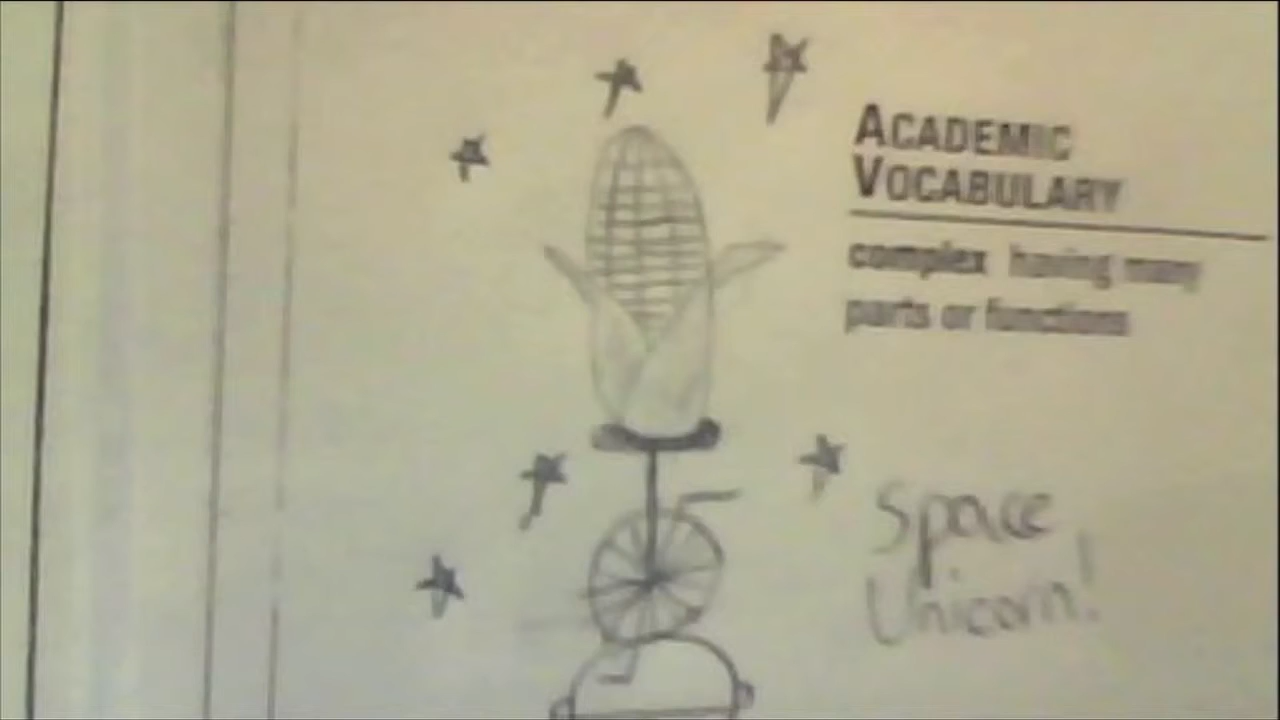 ACADEMIC
VOCABULARY
complex having many
parts or functions
Space
Unicorn!